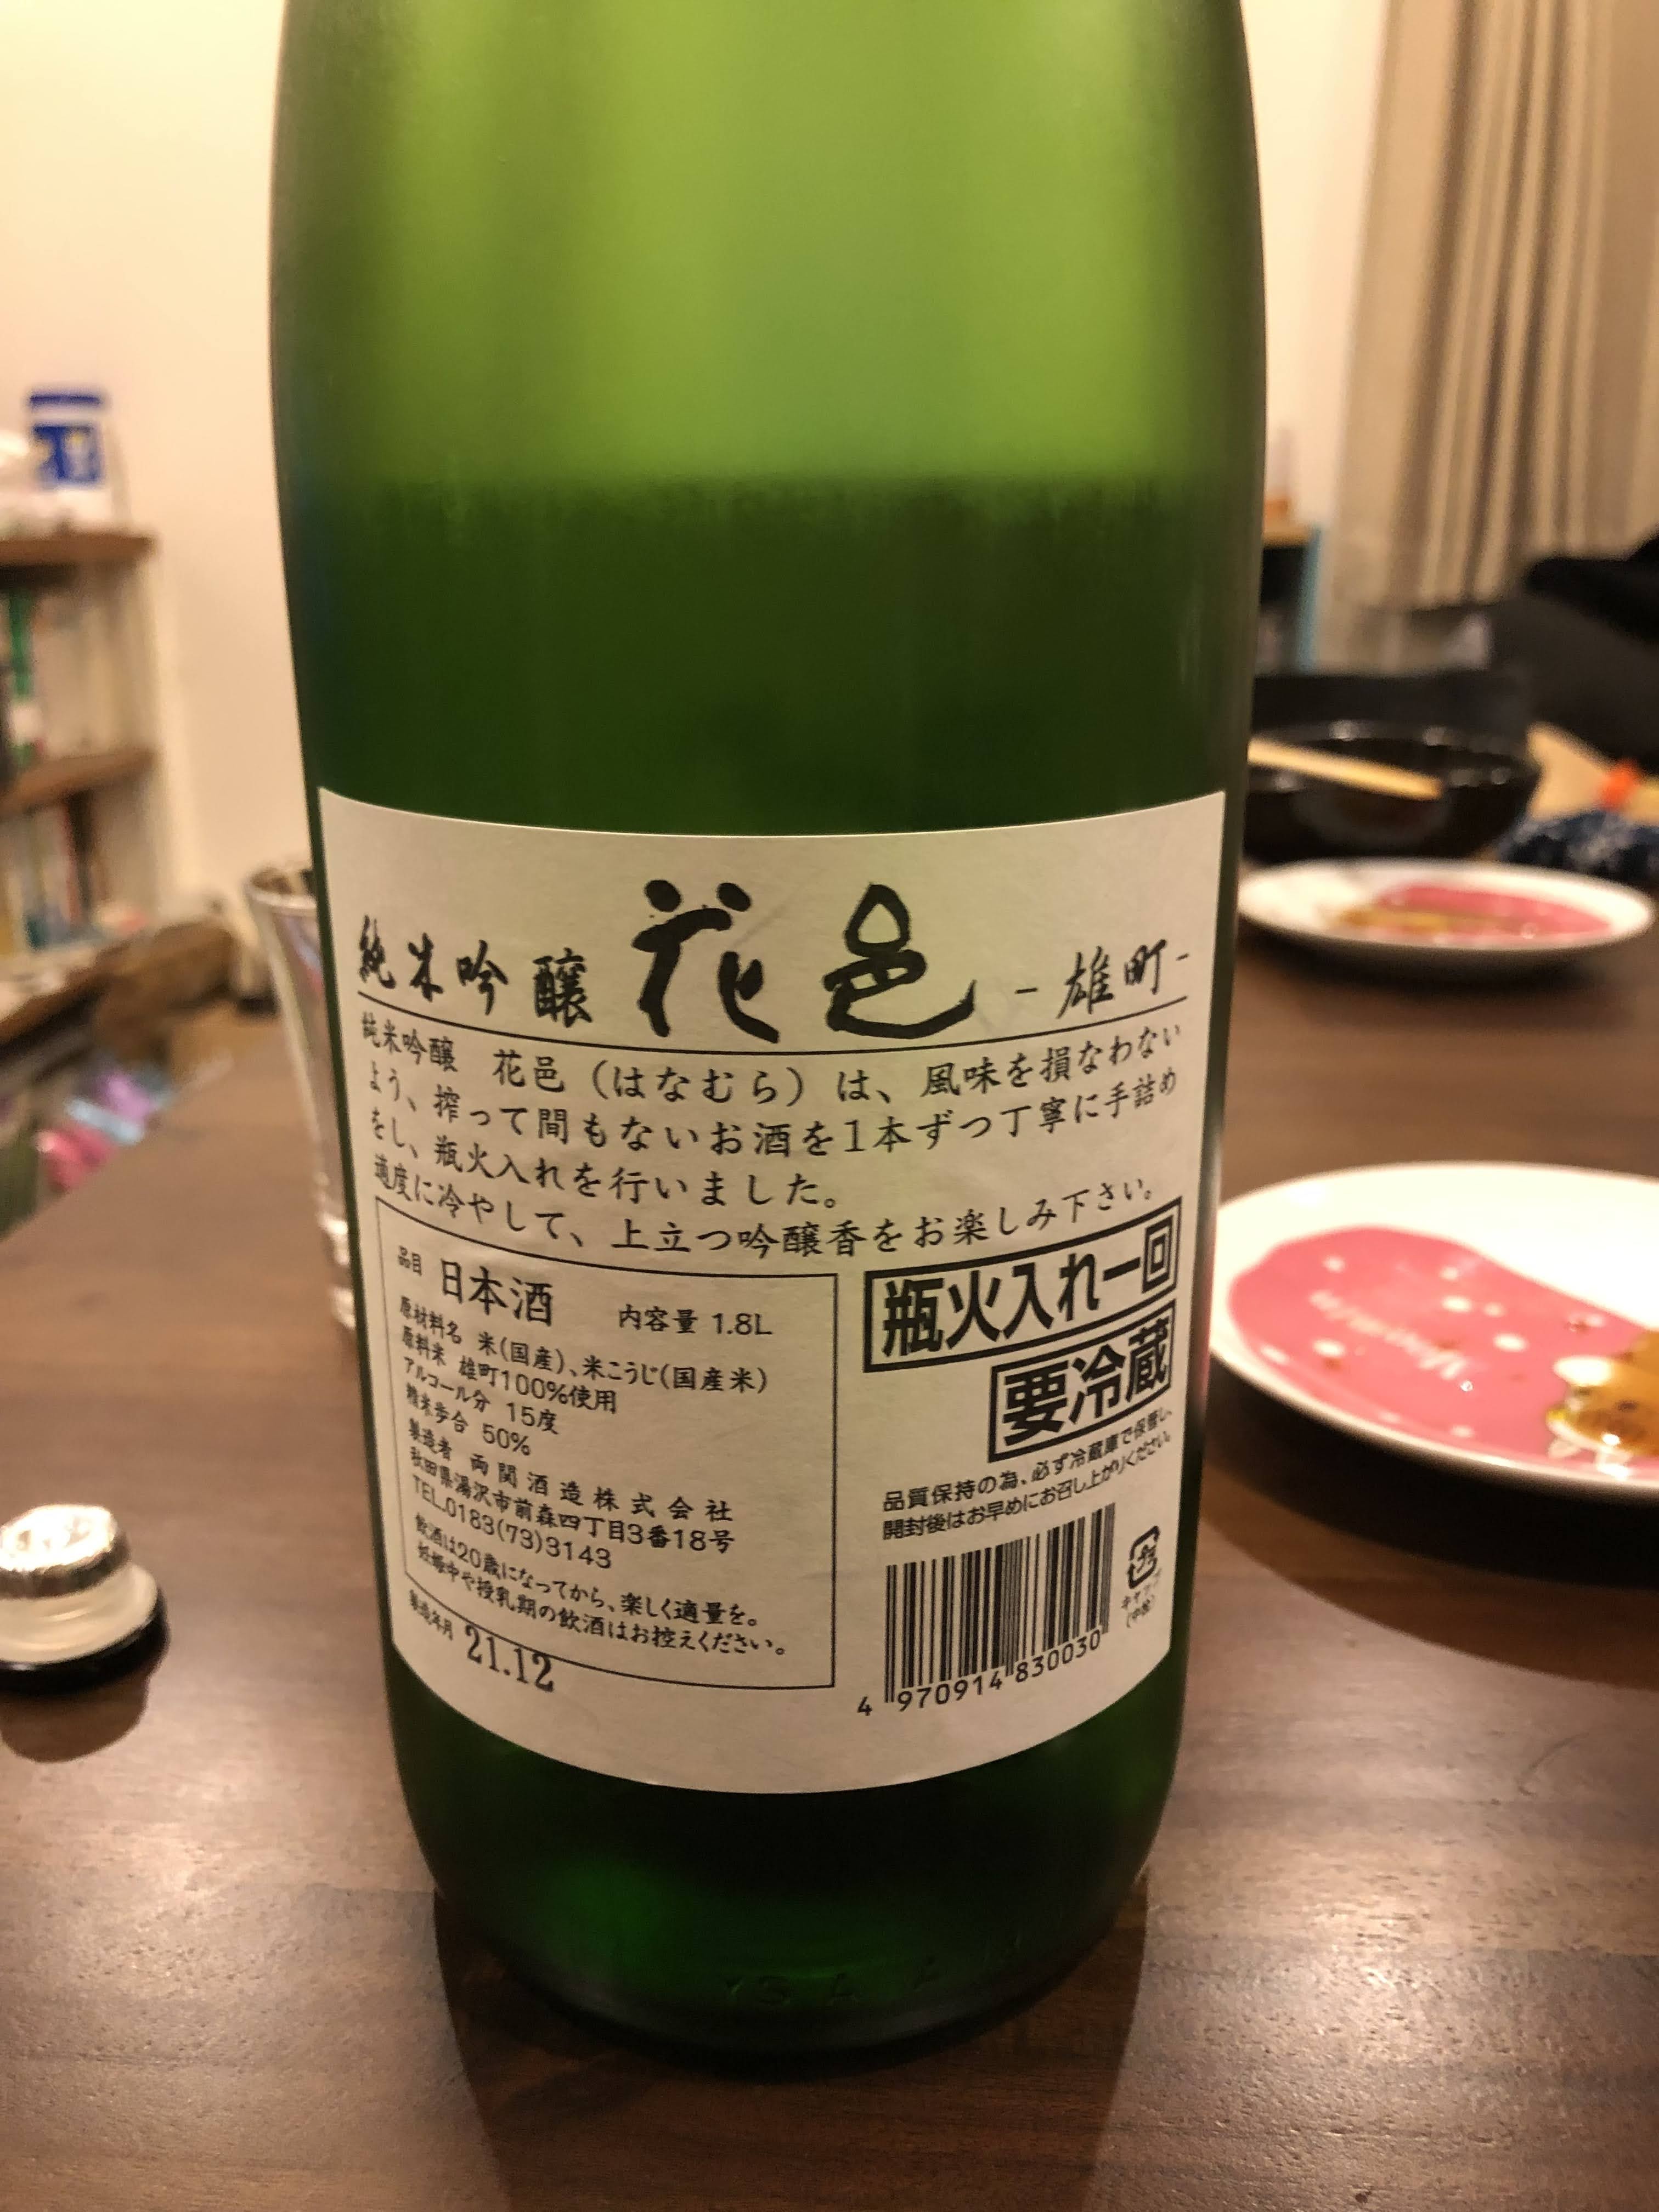 純米吟醸 花邑 -雄町-
純米吟醸 花邑(はなむら)は、風味を損なわない
よう、搾って間もないお酒を1本ずつ丁寧に手詰め
をし、瓶火入れを行いました。
適度に冷やして、上立つ吟醸香をお楽しみ下さい。
品目 日本酒 内容量 1.8L
原材料名 米(国産)、米こうじ(国産米)
原料米 雄町100%使用
アルコール分 15度
精米歩合 50%
製造者 両関酒造株式会社
秋田県湯沢市前森四丁目3番18号
TEL.0183(73)3143
飲酒は20歳になってから、楽しく適量を。
妊娠中や授乳期の飲酒はお控えください。
製造年月 21.12
瓶火入れ一回
要冷蔵
品質保持の為、必ず冷蔵庫で保管し、
開封後はお早めにお召し上がりください。
4 970914 830030
キャップ
(中栓)